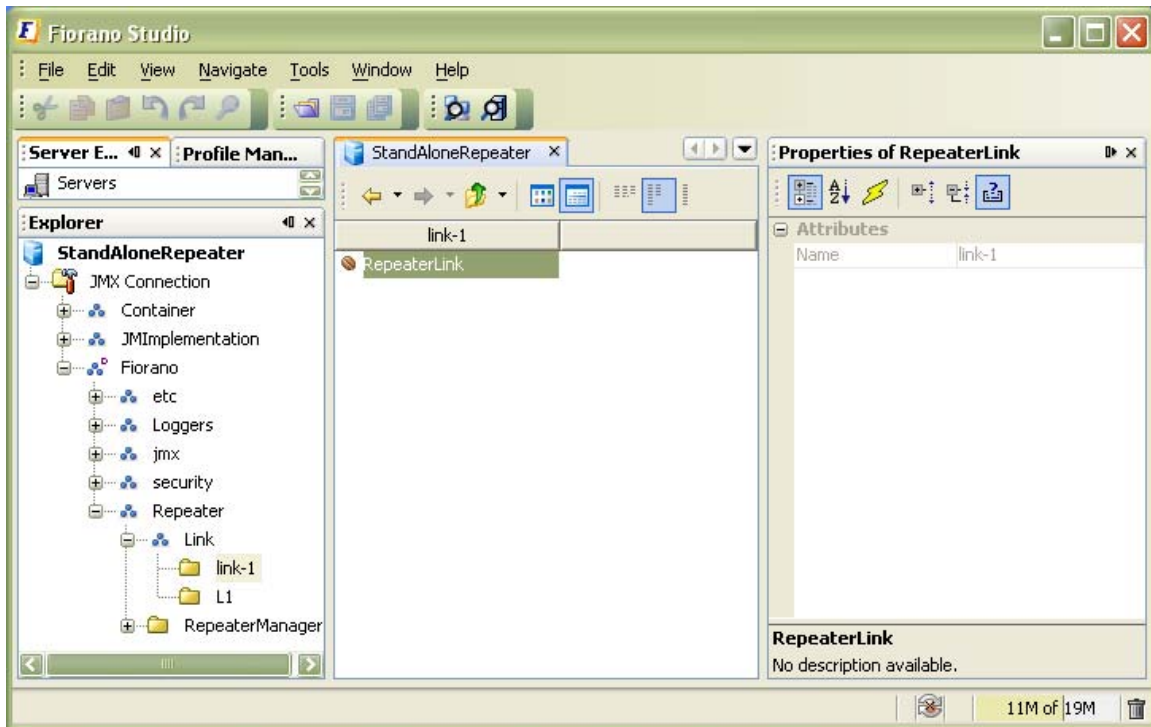 Fiorano Studio
File Edit View Navigate Tools Window Help
Server E...
Profile Man...
Servers
Explorer
StandAloneRepeater
JMX Connection
Container
JMImplementation
Fiorano
etc
Loggers
jmx
security
Repeater
Link
link-1
L1
RepeaterManager
StandAloneRepeater
link-1
RepeaterLink
Properties of RepeaterLink
Attributes
Name link-1
RepeaterLink
No description available.
11M of 19M